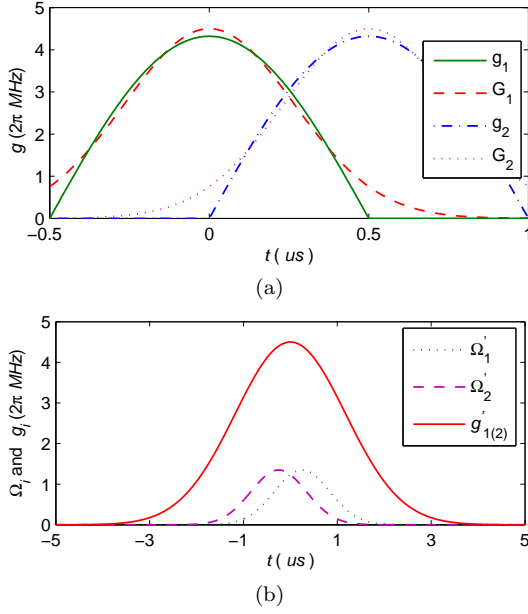 5
4
3
2
1
0
g (2π MHz)
−0.5
0
0.5
1
t ( us )
g₁
G₁
g₂
G₂
(a)
5
4
3
2
1
0
Ωᵢ and gᵢ (2π MHz)
−5
−3
−1
1
3
5
t ( us )
Ω'₁
Ω'₂
g'₁₍₂₎
(b)